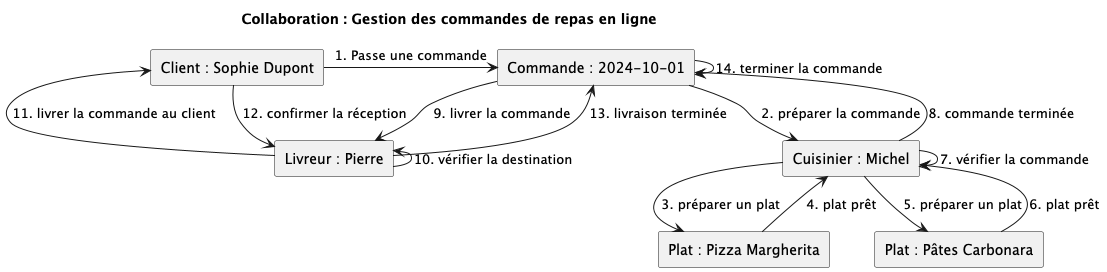 Collaboration : Gestion des commandes de repas en ligne
Client : Sophie Dupont
1. Passe une commande
Commande : 2024-10-01
14. terminer la commande
11. livrer la commande au client
12. confirmer la réception
9. livrer la commande
13. livraison terminée
2. préparer la commande
8. commande terminée
Livreur : Pierre
10. vérifier la destination
Cuisinier : Michel
7. vérifier la commande
3. préparer un plat
4. plat prêt
5. préparer un plat
6. plat prêt
Plat : Pizza Margherita
Plat : Pâtes Carbonara